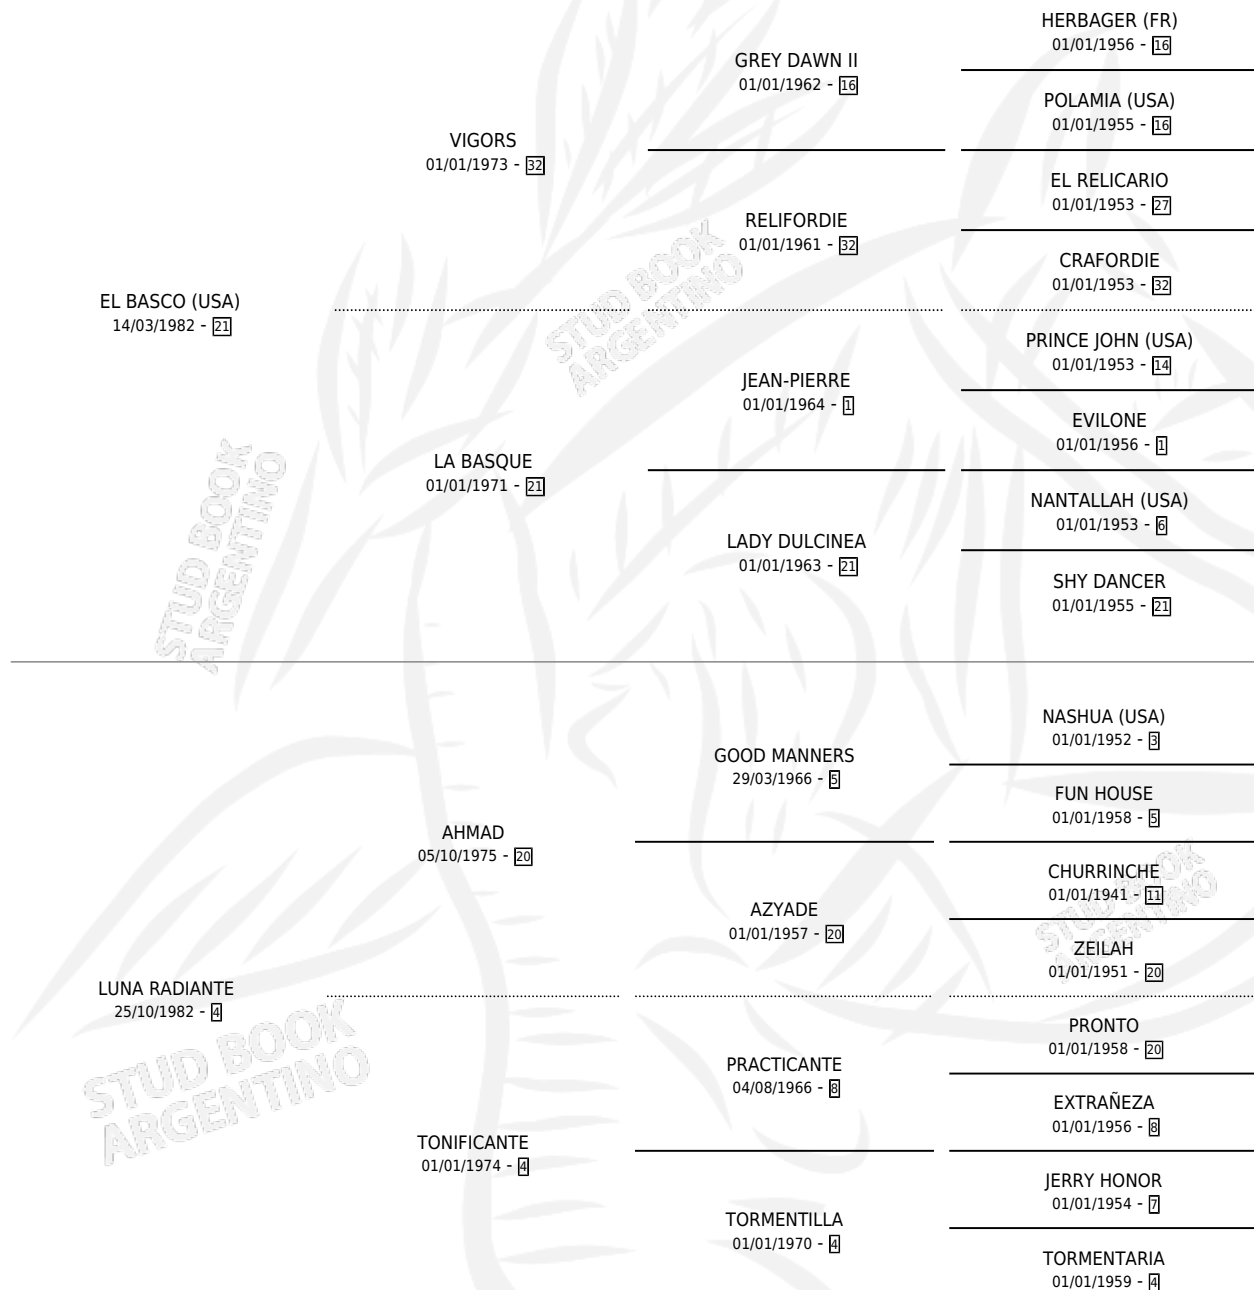 HERBAGER (FR)
01/01/1956 - 16
GREY DAWN II
01/01/1962 - 16
POLAMIA (USA)
01/01/1955 - 16
VIGORS
01/01/1973 - 32
EL RELICARIO
01/01/1953 - 27
RELIFORDIE
01/01/1961 - 32
CRAFORDIE
01/01/1953 - 32
EL BASCO (USA)
14/03/1982 - 21
STUD BOOK
ARGENTINO
PRINCE JOHN (USA)
01/01/1953 - 14
JEAN-PIERRE
01/01/1964 - 1
EVILONE
01/01/1956 - 1
LA BASQUE
01/01/1971 - 21
NANTALLAH (USA)
01/01/1953 - 6
LADY DULCINEA
01/01/1963 - 21
SHY DANCER
01/01/1955 - 21
STUD BOOK
ARGENTINO
NASHUA (USA)
01/01/1952 - 3
GOOD MANNERS
29/03/1966 - 5
FUN HOUSE
01/01/1958 - 5
AHMAD
05/10/1975 - 20
CHURRINCHE
01/01/1941 - 11
AZYADE
01/01/1957 - 20
ZEILAH
01/01/1951 - 20
STUD BOOK
ARGENTINO
LUNA RADIANTE
25/10/1982 - 4
PRONTO
01/01/1958 - 20
PRACTICANTE
04/08/1966 - 8
EXTRAÑEZA
01/01/1956 - 8
STUD BOOK
ARGENTINO
TONIFICANTE
01/01/1974 - 4
JERRY HONOR
01/01/1954 - 7
TORMENTILLA
01/01/1970 - 4
TORMENTARIA
01/01/1959 - 4